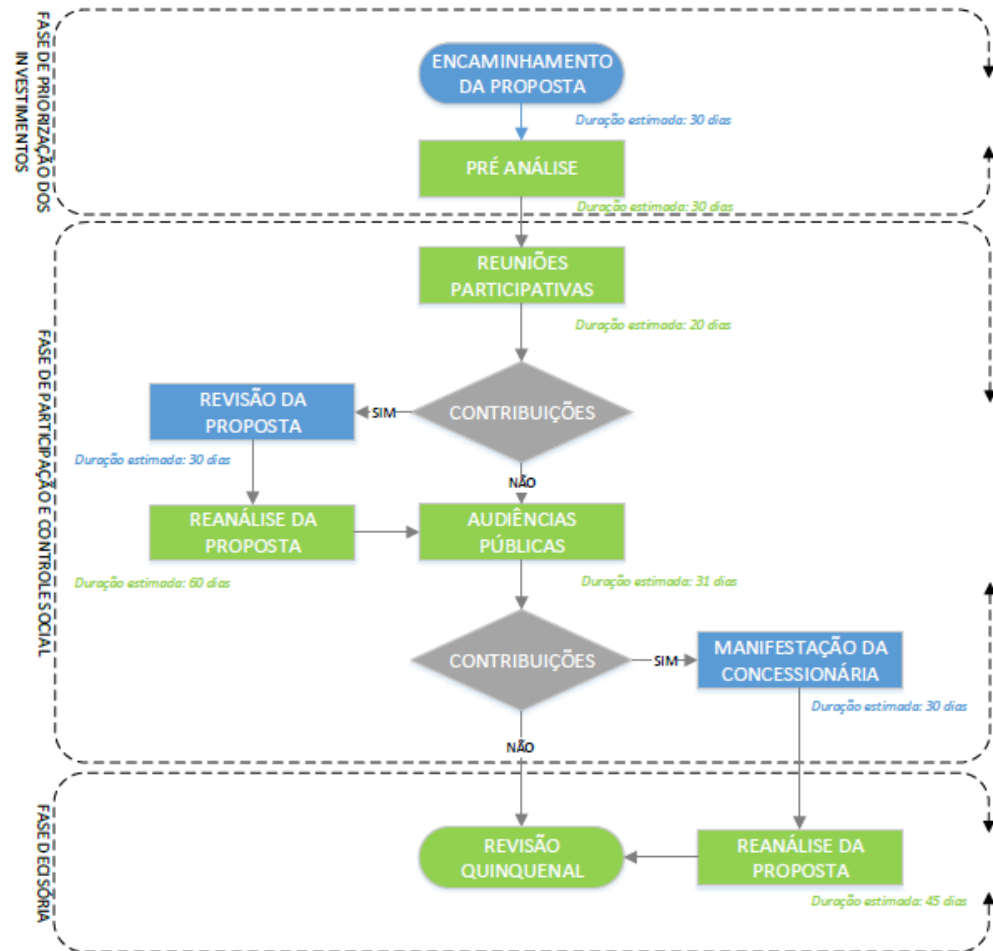 FASE DE PRIORIZAÇÃO DOS
INVESTIMENTOS
ENCAMINHAMENTO
DA PROPOSTA
Duração estimada: 30 dias
PRÉ ANÁLISE
Duração estimada: 30 dias
FASE DE PARTICIPAÇÃO E CONTROLE SOCIAL
REUNIÕES
PARTICIPATIVAS
Duração estimada: 20 dias
CONTRIBUIÇÕES
SIM
REVISÃO DA
PROPOSTA
Duração estimada: 30 dias
NÃO
REANÁLISE DA
PROPOSTA
Duração estimada: 60 dias
AUDIÊNCIAS
PÚBLICAS
Duração estimada: 31 dias
CONTRIBUIÇÕES
SIM
MANIFESTAÇÃO DA
CONCESSIONÁRIA
Duração estimada: 30 dias
NÃO
FASE DECISÓRIA
REVISÃO
QUINQUENAL
REANÁLISE DA
PROPOSTA
Duração estimada: 45 dias